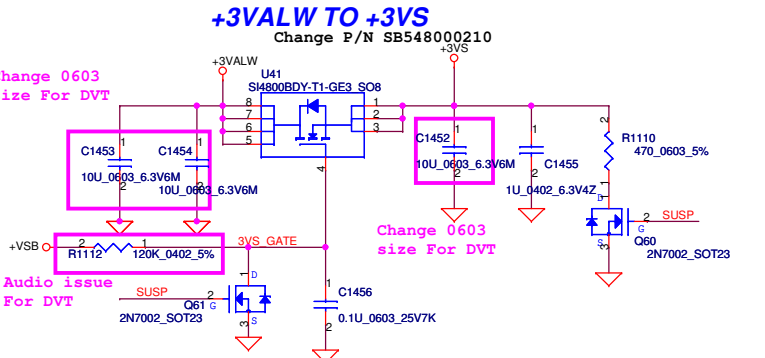 +3VALW TO +3VS
Change P/N SB548000210
+3VS
+3VALW
Change 0603
size For DVT
U41
SI4800BDY-T1-GE3_SO8
8
7
6
5
1
2
3
4
C1453
1
2
10U_0603_6.3V6M
C1454
1
2
10U_0603_6.3V6M
C1452
1
2
10U_0603_6.3V6M
C1455
1
2
1U_0402_6.3V4Z
R1110
2
1
470_0603_5%
Change 0603
size For DVT
D
G
S
1
2
3
SUSP
Q60
2N7002_SOT23
+VSB
2
1
R1112
120K_0402_5%
3VS_GATE
Audio issue
For DVT
SUSP
2
G
Q61
D
S
1
3
2N7002_SOT23
C1456
1
2
0.1U_0603_25V7K